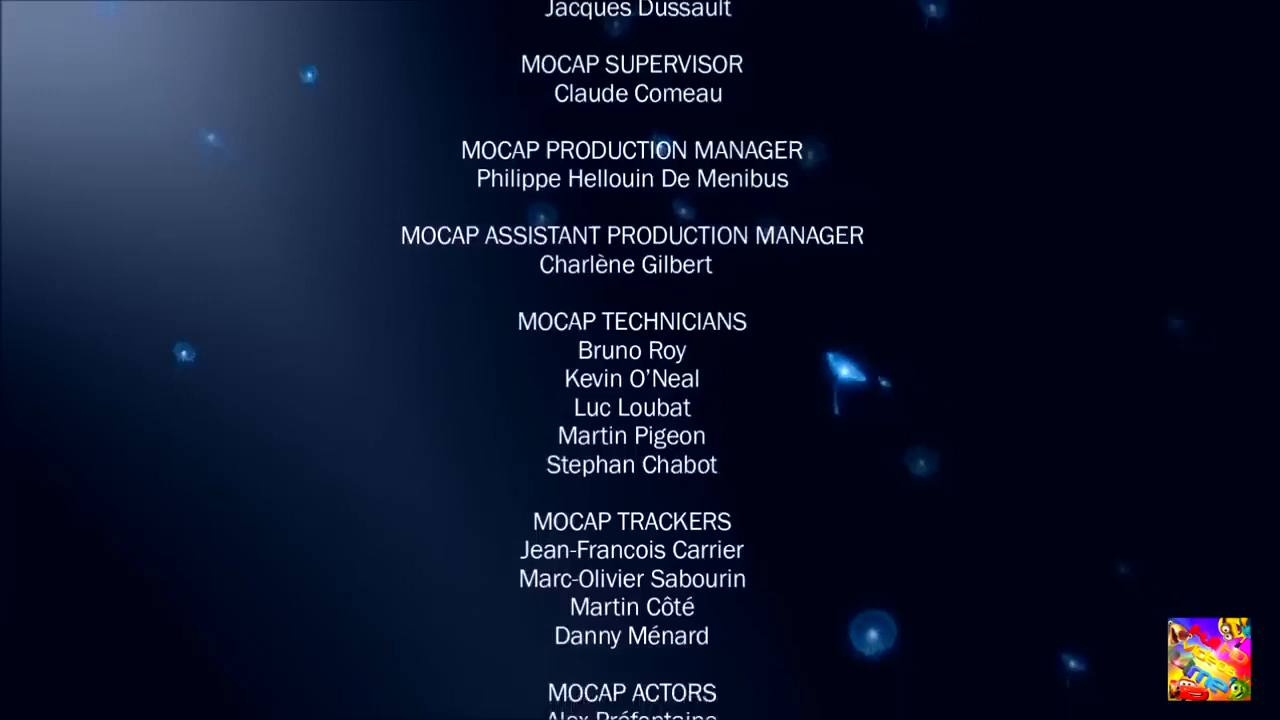 Jacques Dussault
MOCAP SUPERVISOR
Claude Comeau
MOCAP PRODUCTION MANAGER
Philippe Hellouin De Menibus
MOCAP ASSISTANT PRODUCTION MANAGER
Charlène Gilbert
MOCAP TECHNICIANS
Bruno Roy
Kevin O’Neal
Luc Loubat
Martin Pigeon
Stephan Chabot
MOCAP TRACKERS
Jean-Francois Carrier
Marc-Olivier Sabourin
Martin Côté
Danny Ménard
MOCAP ACTORS
Alex Préfontaine